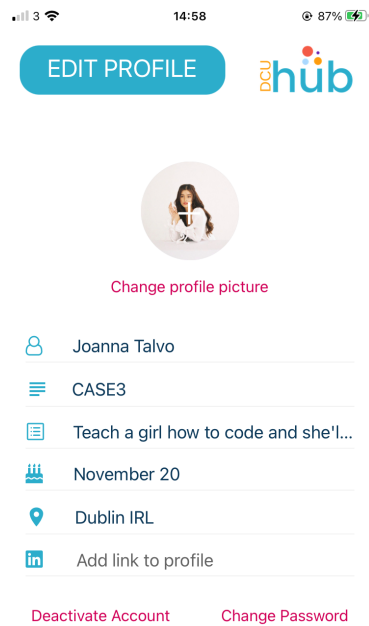 3 14:58 87%
EDIT PROFILE
DCU hub
Change profile picture
Joanna Talvo
CASE3
Teach a girl how to code and she'l...
November 20
Dublin IRL
in Add link to profile
Deactivate Account Change Password